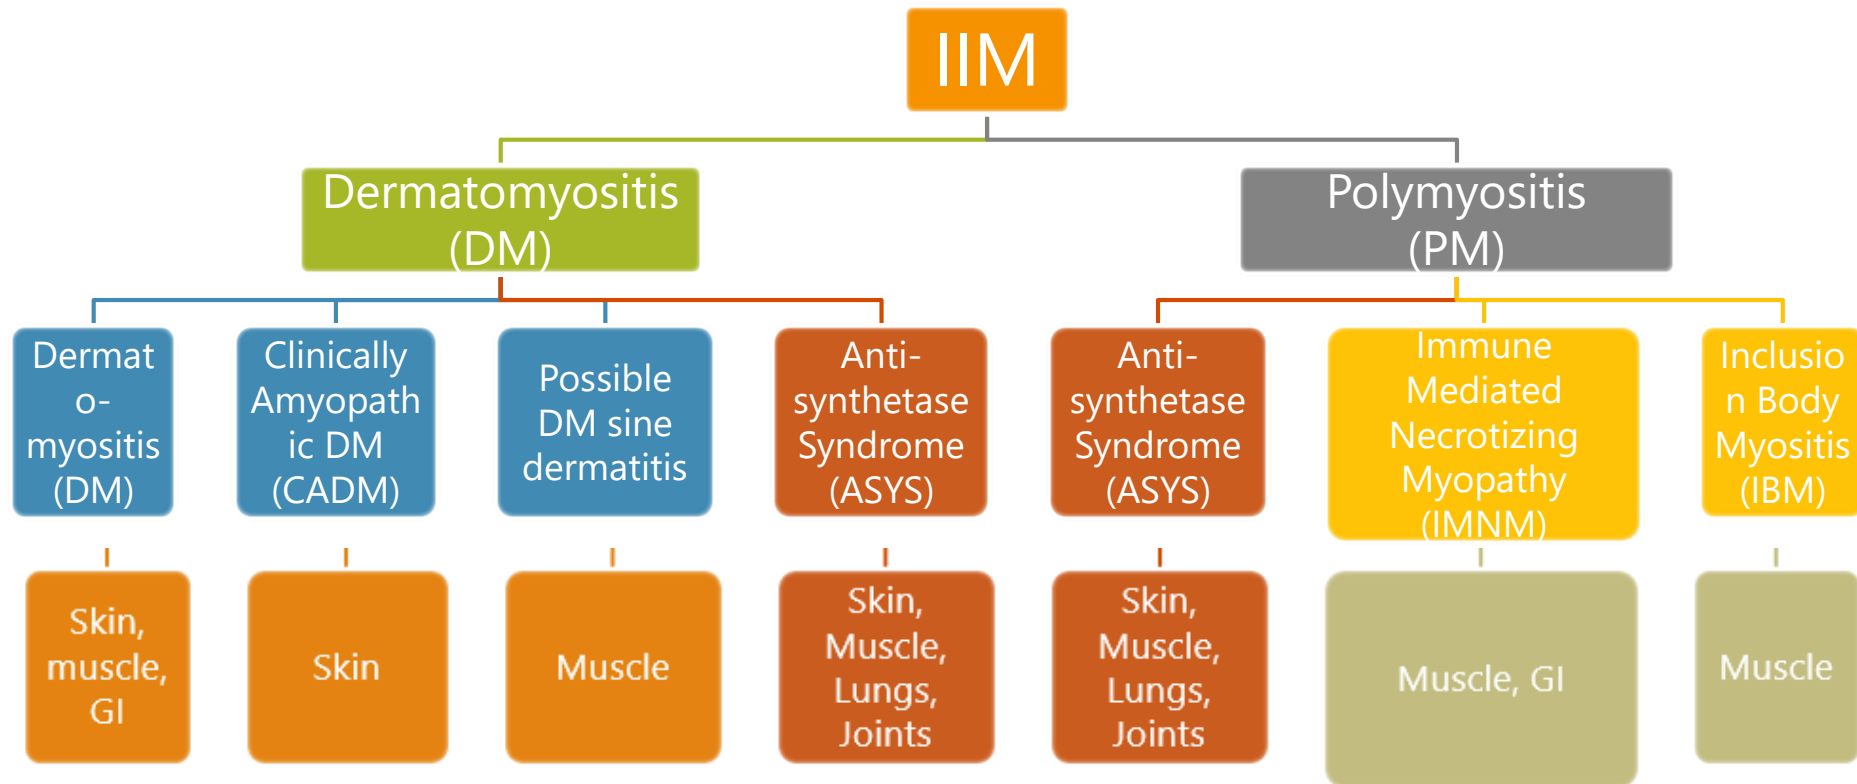 IIM
Dermatomyositis
(DM)
Polymyositis
(PM)
Dermat
o-
myositis
(DM)
Clinically
Amyopath
ic DM
(CADM)
Possible
DM sine
dermatitis
Anti-
synthetase
Syndrome
(ASYS)
Anti-
synthetase
Syndrome
(ASYS)
Immune
Mediated
Necrotizing
Myopathy
(IMNM)
Inclusio
n Body
Myositis
(IBM)
Skin,
muscle,
GI
Skin
Muscle
Skin,
Muscle,
Lungs,
Joints
Skin,
Muscle,
Lungs,
Joints
Muscle, GI
Muscle